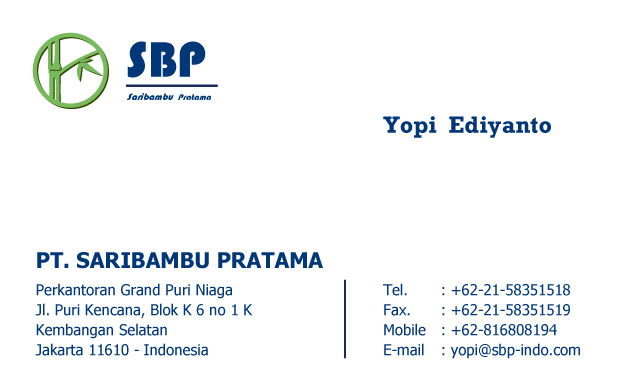 SBP
Saribambu Pratama
Yopi Ediyanto
PT. SARIBAMBU PRATAMA
Perkantoran Grand Puri Niaga
Jl. Puri Kencana, Blok K 6 no 1 K
Kembangan Selatan
Jakarta 11610 - Indonesia
Tel. : +62-21-58351518
Fax. : +62-21-58351519
Mobile : +62-816808194
E-mail : yopi@sbp-indo.com